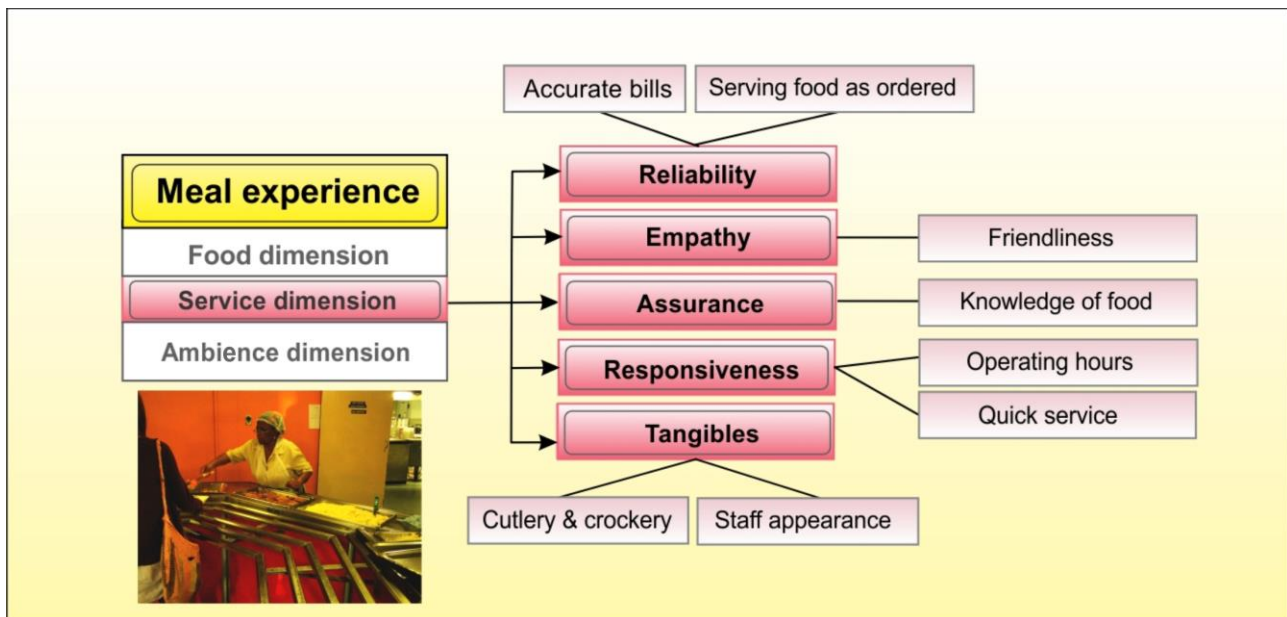 Accurate bills
Serving food as ordered
Meal experience
Food dimension
Service dimension
Ambience dimension
Reliability
Empathy
Friendliness
Assurance
Knowledge of food
Responsiveness
Operating hours
Quick service
Tangibles
Cutlery & crockery
Staff appearance